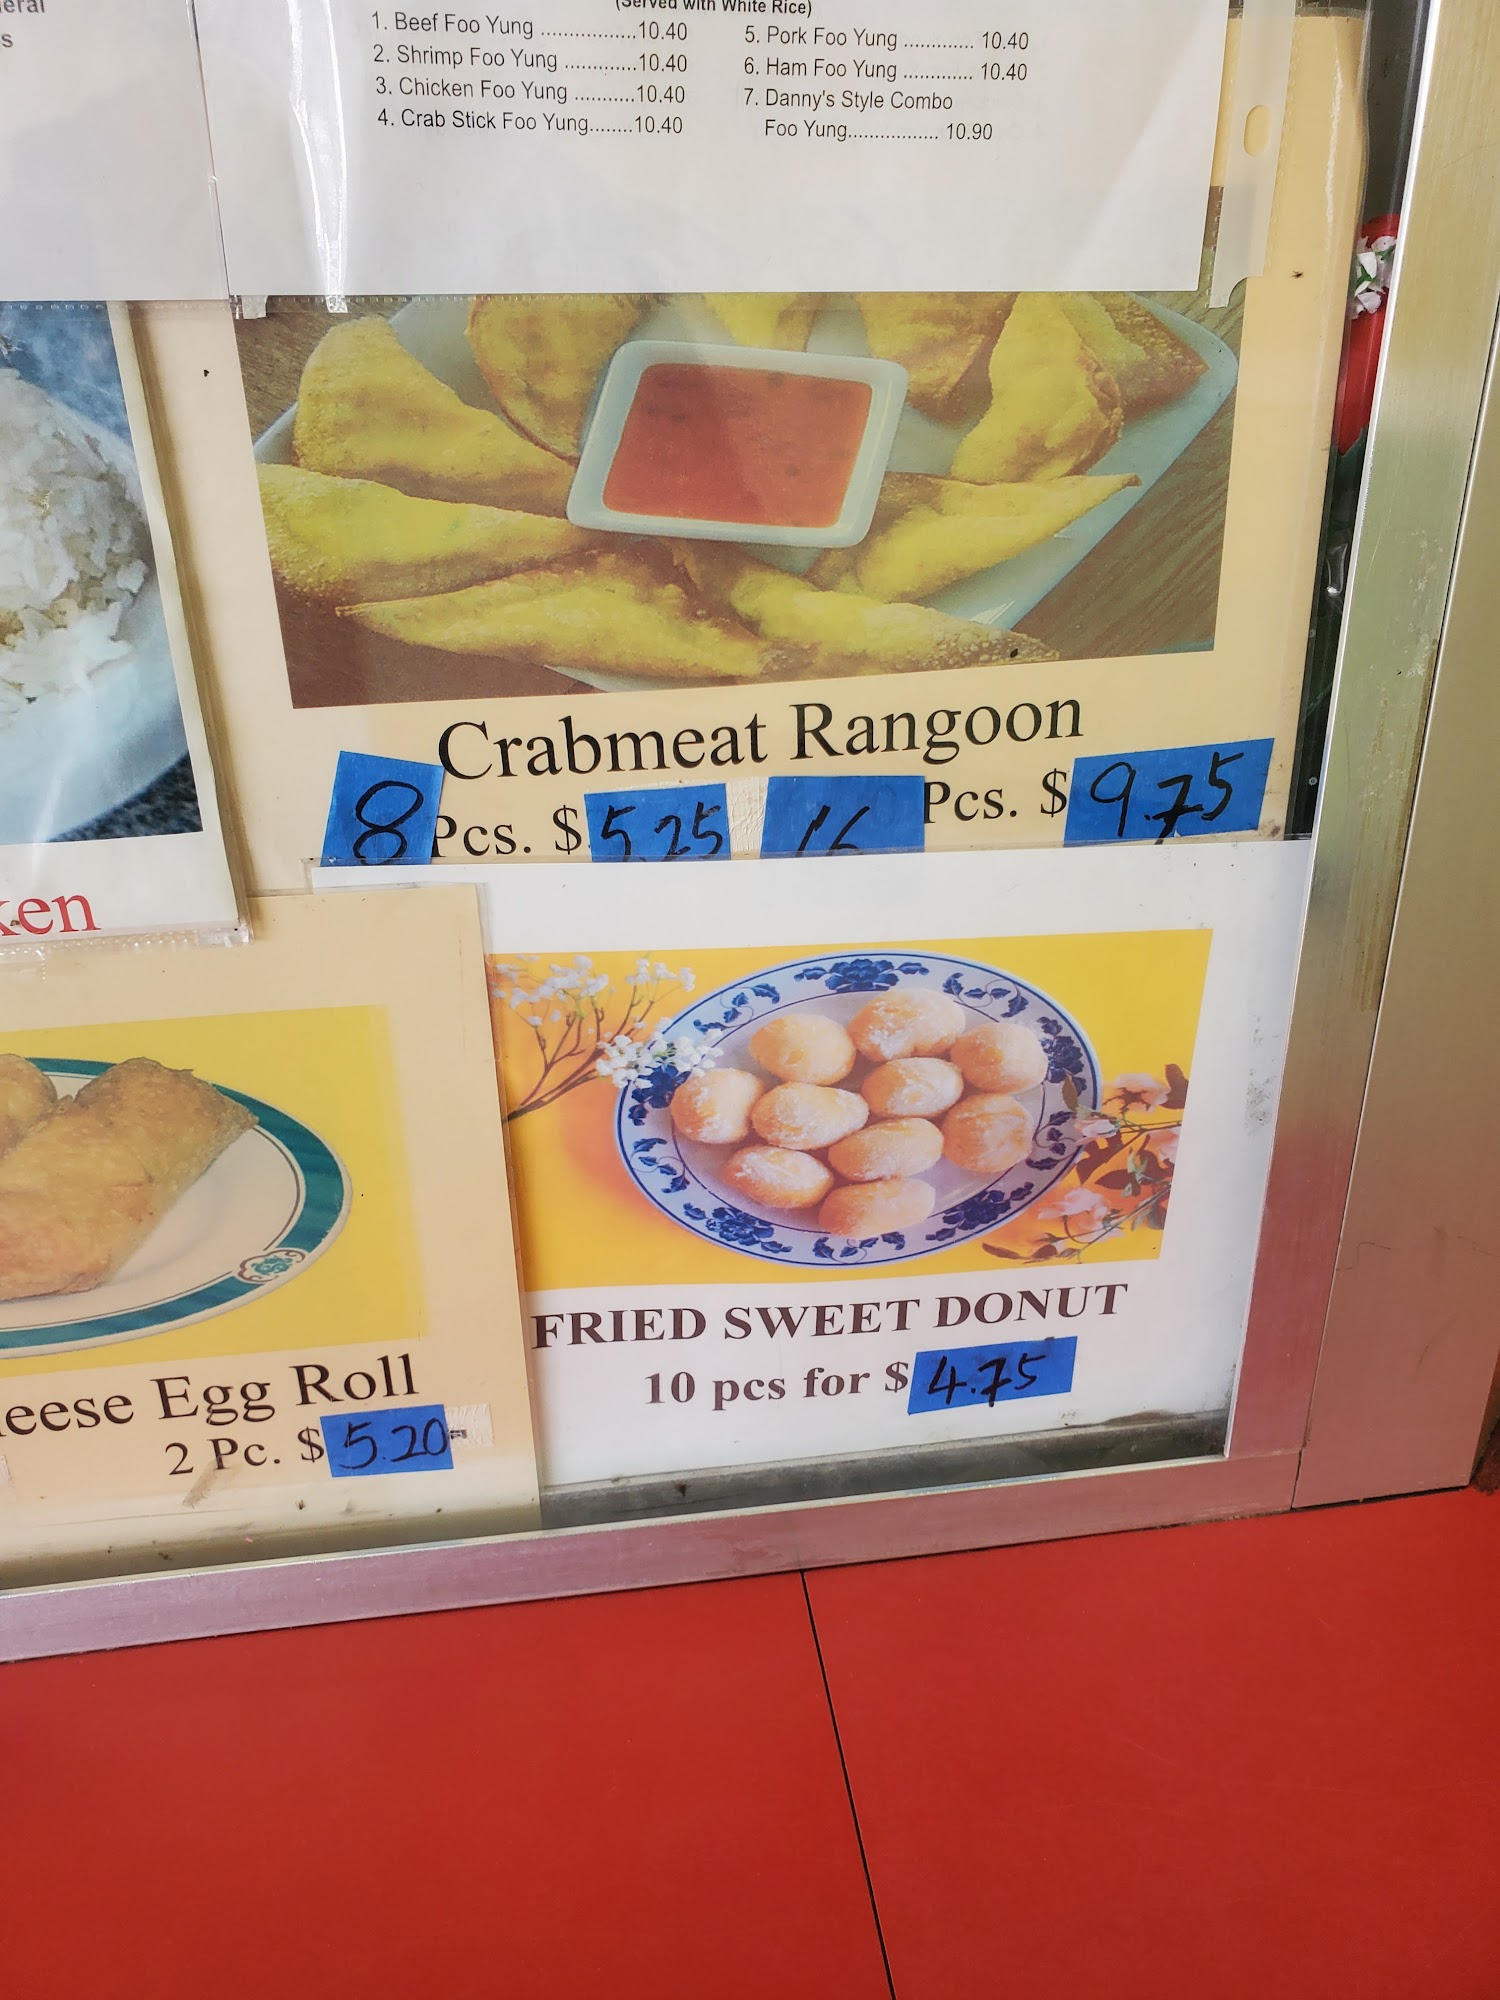 (Served with White Rice)
1. Beef Foo Yung .................10.40
2. Shrimp Foo Yung .............10.40
3. Chicken Foo Yung ...........10.40
4. Crab Stick Foo Yung........10.40
5. Pork Foo Yung ............. 10.40
6. Ham Foo Yung ............. 10.40
7. Danny's Style Combo
Foo Yung................. 10.90
Crabmeat Rangoon
8 Pcs. $5.25 16 Pcs. $9.75
FRIED SWEET DONUT
10 pcs for $4.75
Egg Roll
2 Pc. $5.20